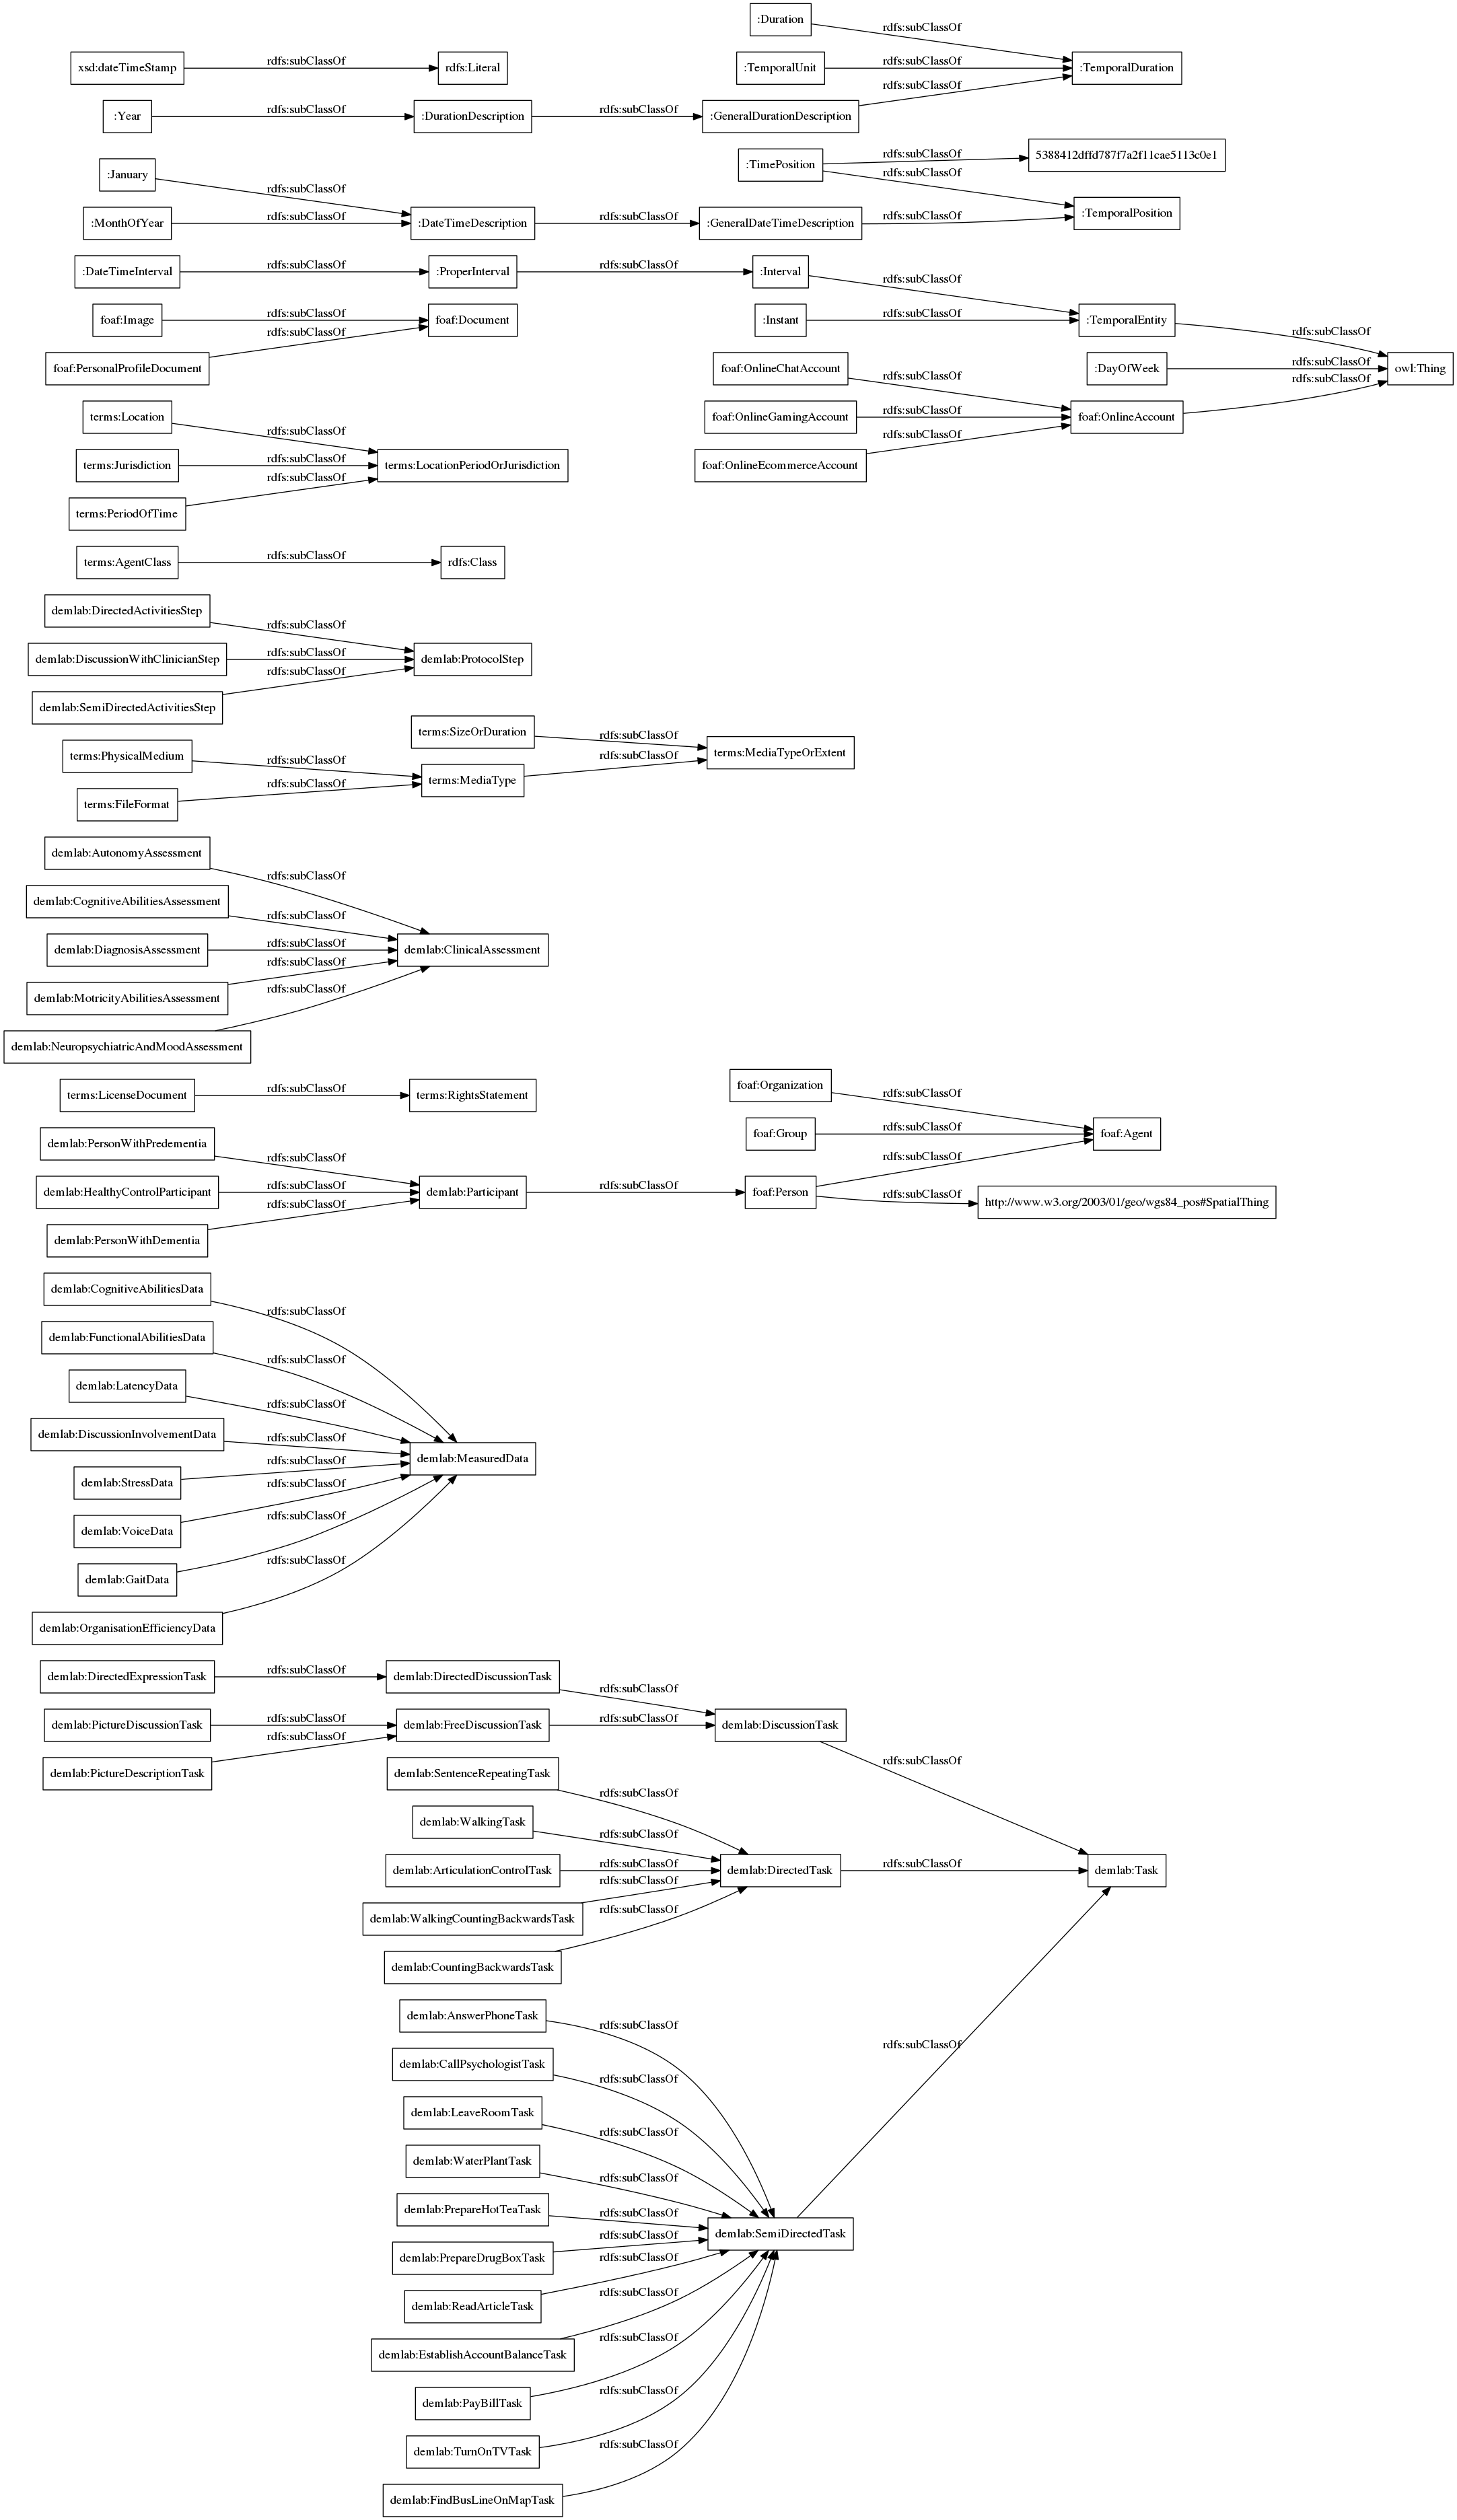 :Duration
rdfs:subClassOf
xsd:dateTimeStamp
rdfs:subClassOf
rdfs:Literal
:TemporalUnit
rdfs:subClassOf
:TemporalDuration
rdfs:subClassOf
:Year
rdfs:subClassOf
:DurationDescription
rdfs:subClassOf
:GeneralDurationDescription
:TimePosition
rdfs:subClassOf
5388412dffd787f7a2f11cae5113c0e1
rdfs:subClassOf
:January
rdfs:subClassOf
:MonthOfYear
rdfs:subClassOf
:DateTimeDescription
rdfs:subClassOf
:GeneralDateTimeDescription
rdfs:subClassOf
:TemporalPosition
:DateTimeInterval
rdfs:subClassOf
:ProperInterval
rdfs:subClassOf
:Interval
rdfs:subClassOf
foaf:Image
rdfs:subClassOf
foaf:Document
:Instant
rdfs:subClassOf
:TemporalEntity
rdfs:subClassOf
rdfs:subClassOf
foaf:PersonalProfileDocument
foaf:OnlineChatAccount
rdfs:subClassOf
:DayOfWeek
rdfs:subClassOf
owl:Thing
rdfs:subClassOf
terms:Location
rdfs:subClassOf
foaf:OnlineGamingAccount
rdfs:subClassOf
foaf:OnlineAccount
rdfs:subClassOf
terms:Jurisdiction
rdfs:subClassOf
terms:LocationPeriodOrJurisdiction
foaf:OnlineEcommerceAccount
rdfs:subClassOf
terms:PeriodOfTime
terms:AgentClass
rdfs:subClassOf
rdfs:Class
demlab:DirectedActivitiesStep
rdfs:subClassOf
demlab:DiscussionWithClinicianStep
rdfs:subClassOf
demlab:ProtocolStep
rdfs:subClassOf
demlab:SemiDirectedActivitiesStep
terms:SizeOrDuration
rdfs:subClassOf
terms:PhysicalMedium
rdfs:subClassOf
rdfs:subClassOf
terms:MediaTypeOrExtent
terms:MediaType
rdfs:subClassOf
terms:FileFormat
demlab:AutonomyAssessment
rdfs:subClassOf
demlab:CognitiveAbilitiesAssessment
rdfs:subClassOf
demlab:DiagnosisAssessment
rdfs:subClassOf
demlab:ClinicalAssessment
rdfs:subClassOf
demlab:MotricityAbilitiesAssessment
rdfs:subClassOf
demlab:NeuropsychiatricAndMoodAssessment
terms:LicenseDocument
rdfs:subClassOf
terms:RightsStatement
foaf:Organization
rdfs:subClassOf
foaf:Group
rdfs:subClassOf
foaf:Agent
demlab:PersonWithPredementia
rdfs:subClassOf
rdfs:subClassOf
demlab:HealthyControlParticipant
rdfs:subClassOf
demlab:Participant
rdfs:subClassOf
foaf:Person
rdfs:subClassOf
http://www.w3.org/2003/01/geo/wgs84_pos#SpatialThing
rdfs:subClassOf
demlab:PersonWithDementia
demlab:CognitiveAbilitiesData
rdfs:subClassOf
demlab:FunctionalAbilitiesData
rdfs:subClassOf
demlab:LatencyData
rdfs:subClassOf
demlab:DiscussionInvolvementData
rdfs:subClassOf
demlab:MeasuredData
rdfs:subClassOf
demlab:StressData
rdfs:subClassOf
demlab:VoiceData
rdfs:subClassOf
demlab:GaitData
rdfs:subClassOf
demlab:OrganisationEfficiencyData
demlab:DirectedExpressionTask
rdfs:subClassOf
demlab:DirectedDiscussionTask
rdfs:subClassOf
demlab:PictureDiscussionTask
rdfs:subClassOf
demlab:FreeDiscussionTask
rdfs:subClassOf
demlab:DiscussionTask
rdfs:subClassOf
rdfs:subClassOf
demlab:PictureDescriptionTask
demlab:SentenceRepeatingTask
rdfs:subClassOf
demlab:WalkingTask
rdfs:subClassOf
demlab:ArticulationControlTask
rdfs:subClassOf
demlab:DirectedTask
rdfs:subClassOf
demlab:Task
rdfs:subClassOf
demlab:WalkingCountingBackwardsTask
rdfs:subClassOf
demlab:CountingBackwardsTask
demlab:AnswerPhoneTask
rdfs:subClassOf
rdfs:subClassOf
demlab:CallPsychologistTask
rdfs:subClassOf
demlab:LeaveRoomTask
rdfs:subClassOf
demlab:WaterPlantTask
rdfs:subClassOf
demlab:PrepareHotTeaTask
rdfs:subClassOf
demlab:SemiDirectedTask
rdfs:subClassOf
demlab:PrepareDrugBoxTask
rdfs:subClassOf
demlab:ReadArticleTask
rdfs:subClassOf
demlab:EstablishAccountBalanceTask
rdfs:subClassOf
demlab:PayBillTask
rdfs:subClassOf
demlab:TurnOnTVTask
rdfs:subClassOf
demlab:FindBusLineOnMapTask